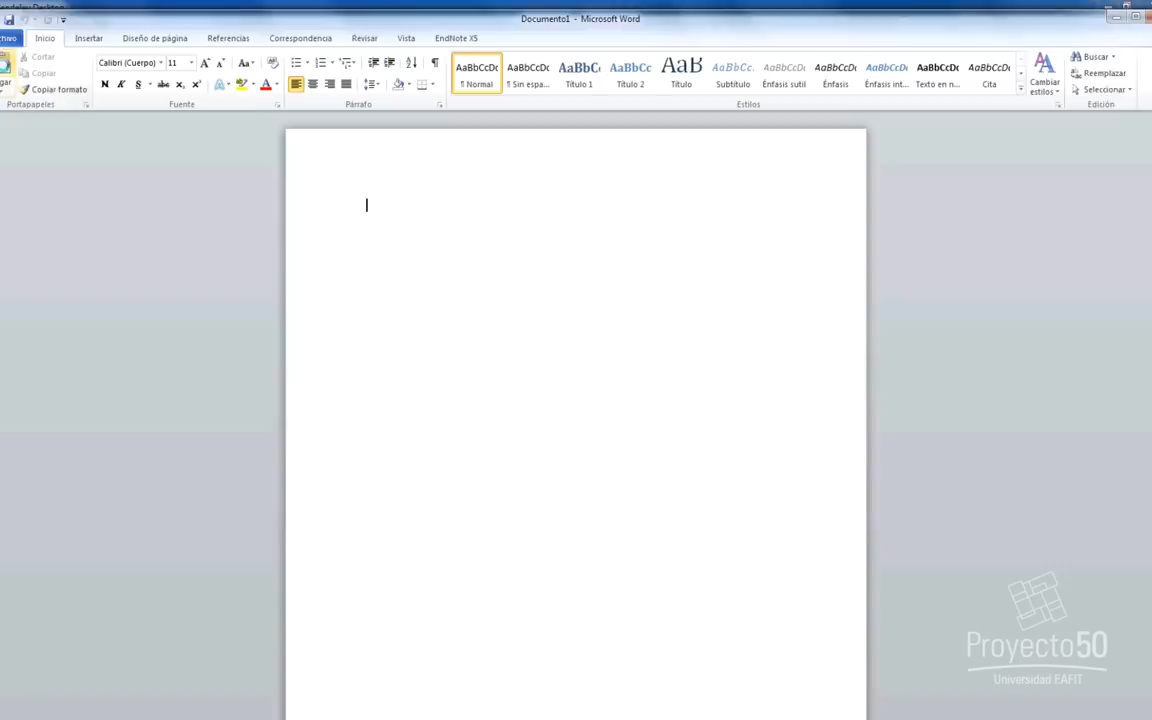 Documento1 - Microsoft Word
Inicio Insertar Diseño de página Referencias Correspondencia Revisar Vista EndNote X5
Cortar
Copiar
Copiar formato
Portapapeles
Calibri (Cuerpo) 11
Fuente
Párrafo
AaBbCcDc AaBbCcDc AaBbC AaBbCc AaB AaBbCc. AaBbCcDc AaBbCcDc AaBbCcDc AaBbCcDc AaBbCcDc
¶ Normal ¶ Sin espa... Título 1 Título 2 Título Subtítulo Énfasis sutil Énfasis Énfasis int... Texto en n... Cita
Estilos
Cambiar
estilos
Buscar
Reemplazar
Seleccionar
Edición
Proyecto50
Universidad EAFIT